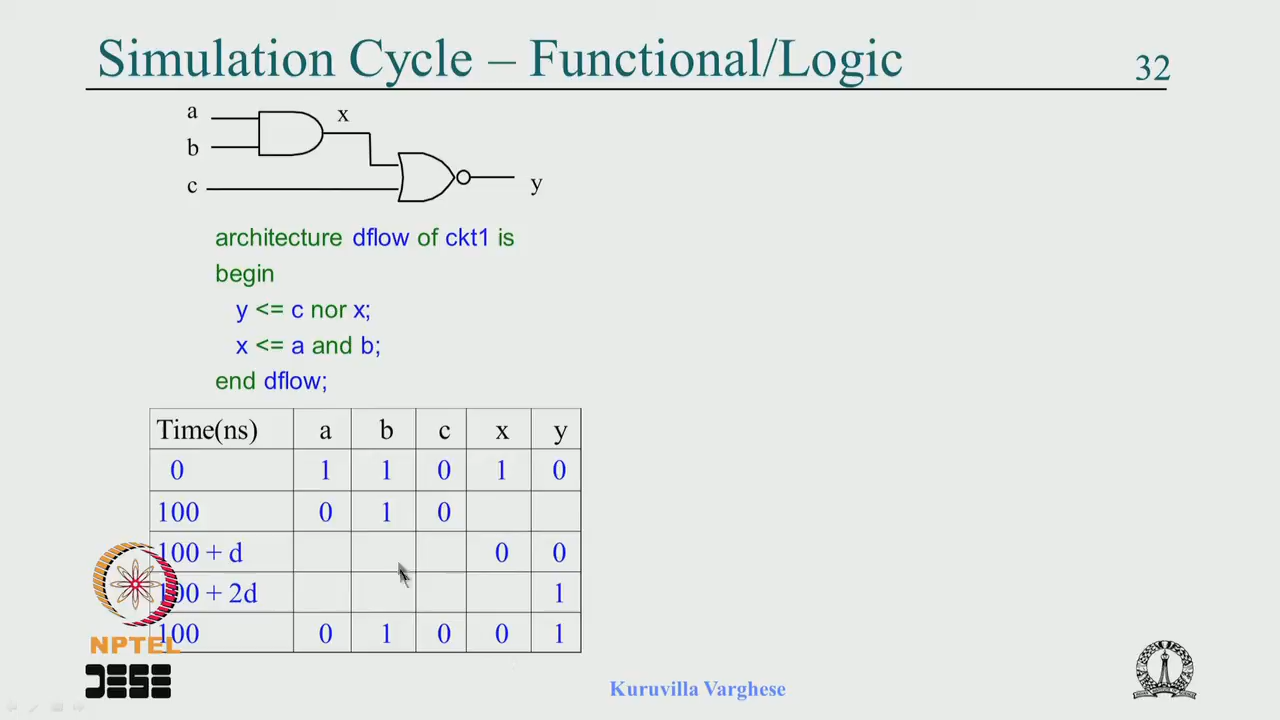 Simulation Cycle – Functional/Logic
32
a
x
b
c
y
architecture dflow of ckt1 is
begin
y <= c nor x;
x <= a and b;
end dflow;
Time(ns) a b c x y
0 1 1 0 1 0
100 0 1 0
100 + d 0 0
100 + 2d 1
100 0 1 0 0 1
NPTEL
Kuruvilla Varghese